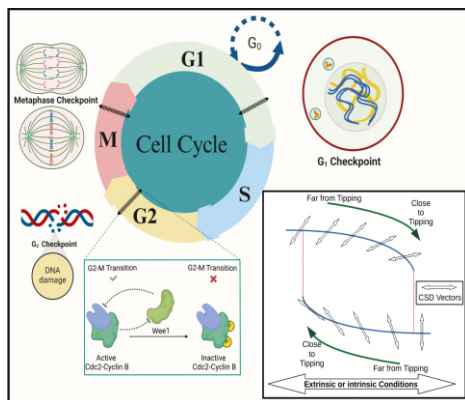 G1
G₀
Metaphase Checkpoint
M
Cell Cycle
G₁ Checkpoint
S
G2
G₂ Checkpoint
DNA
damage
G2-M Transition
G2-M Transition
Wee1
Active
Cdc2-Cyclin B
Inactive
Cdc2-Cyclin B
Far from Tipping
Close
to
Tipping
CSD Vectors
Close
to
Tipping
Far from Tipping
Extrinsic or intrinsic Conditions